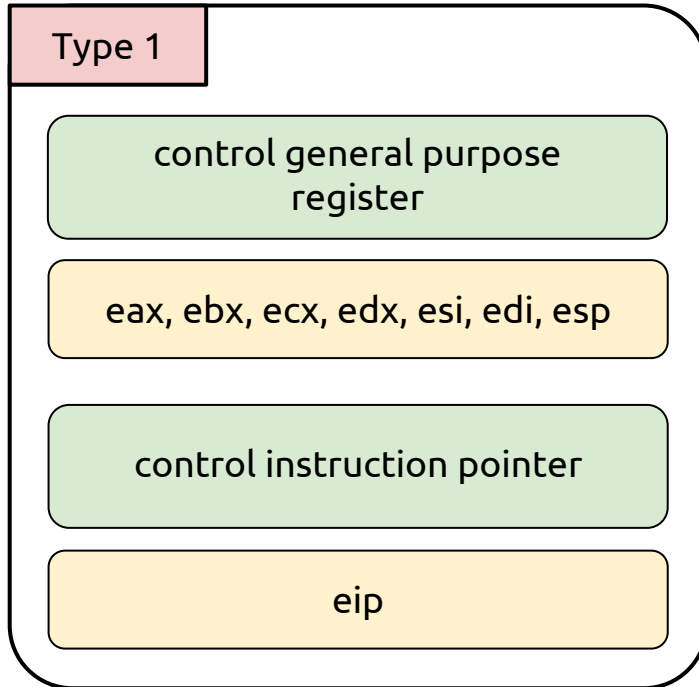 Type 1
control general purpose
register
eax, ebx, ecx, edx, esi, edi, esp
control instruction pointer
eip